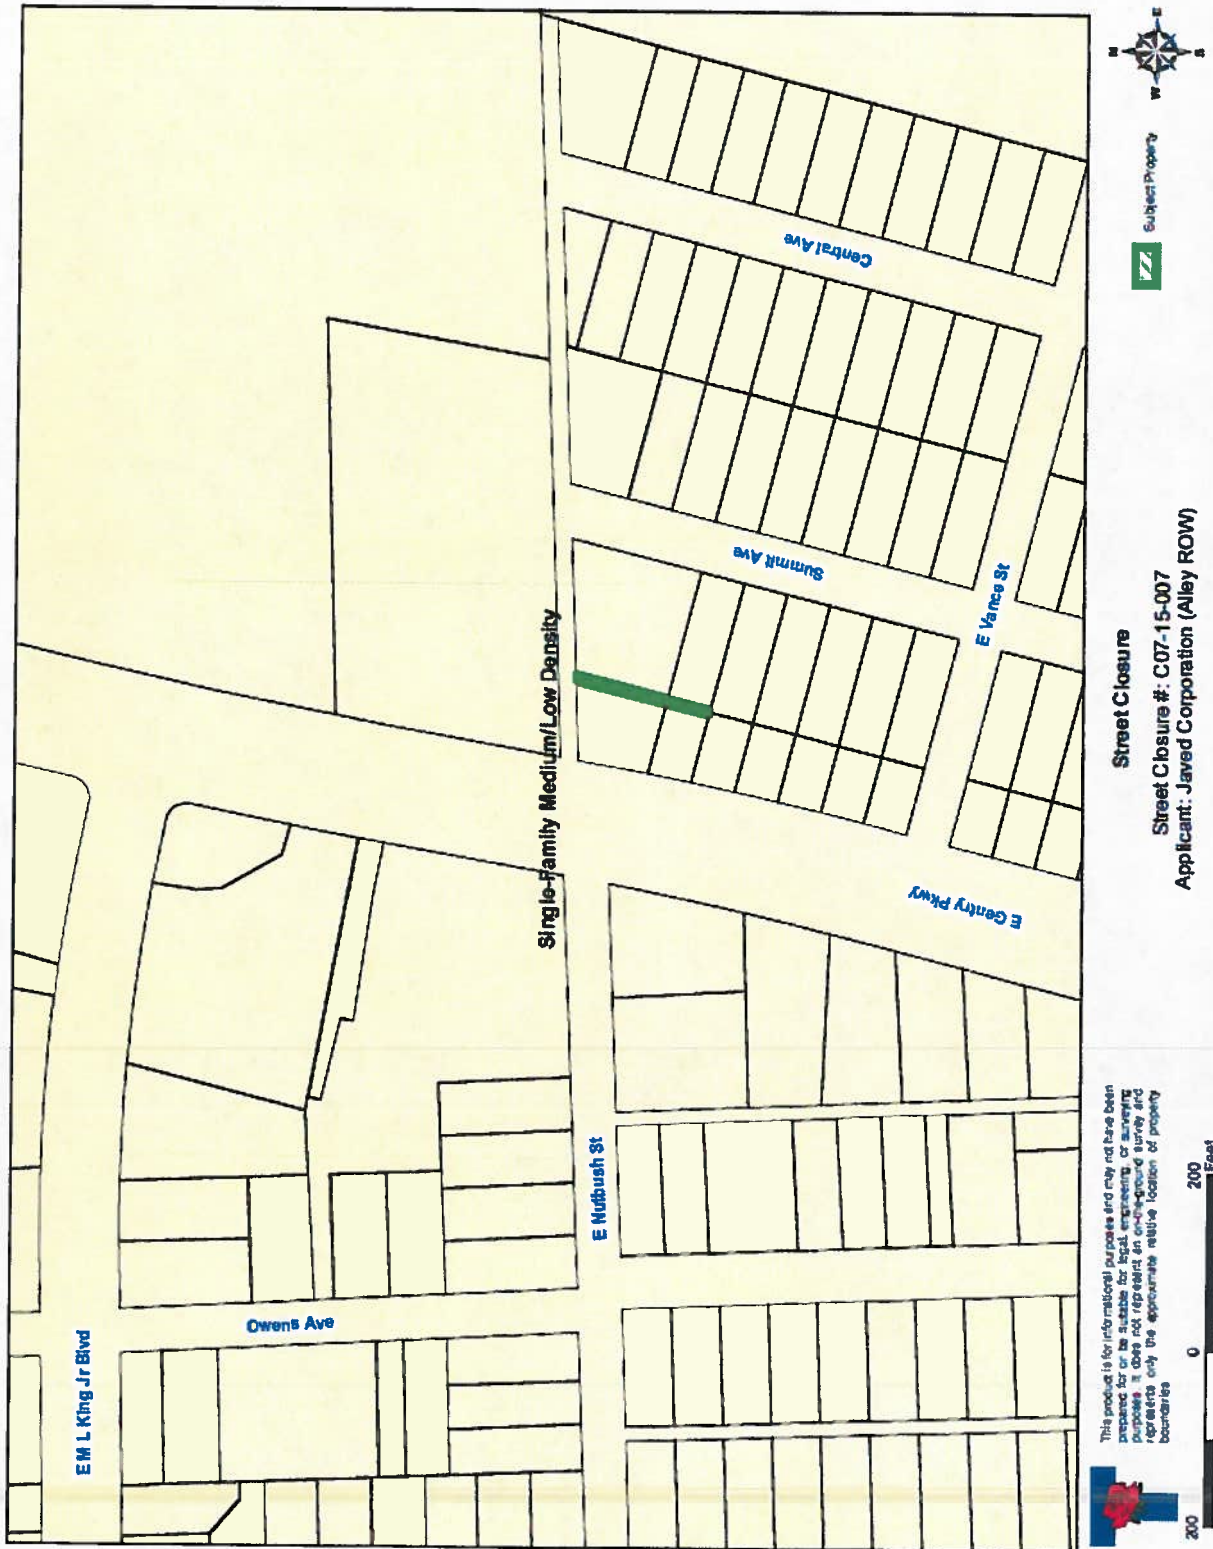 E M L King Jr Blvd
Owens Ave
Single-Family Medium/Low Density
E Nutbush St
Central Ave
Summit Ave
E Vance St
E Gentry Pkwy
N
W
E
S
Subject Property
Street Closure
Street Closure #: C07-15-007
Applicant: Javed Corporation (Alley ROW)
This product is for informational purposes and may not have been
prepared for or be suitable for legal, engineering, or surveying
purposes. It does not represent an on-the-ground survey and
represents only the approximate relative location of property
boundaries
200
0
200
Feet